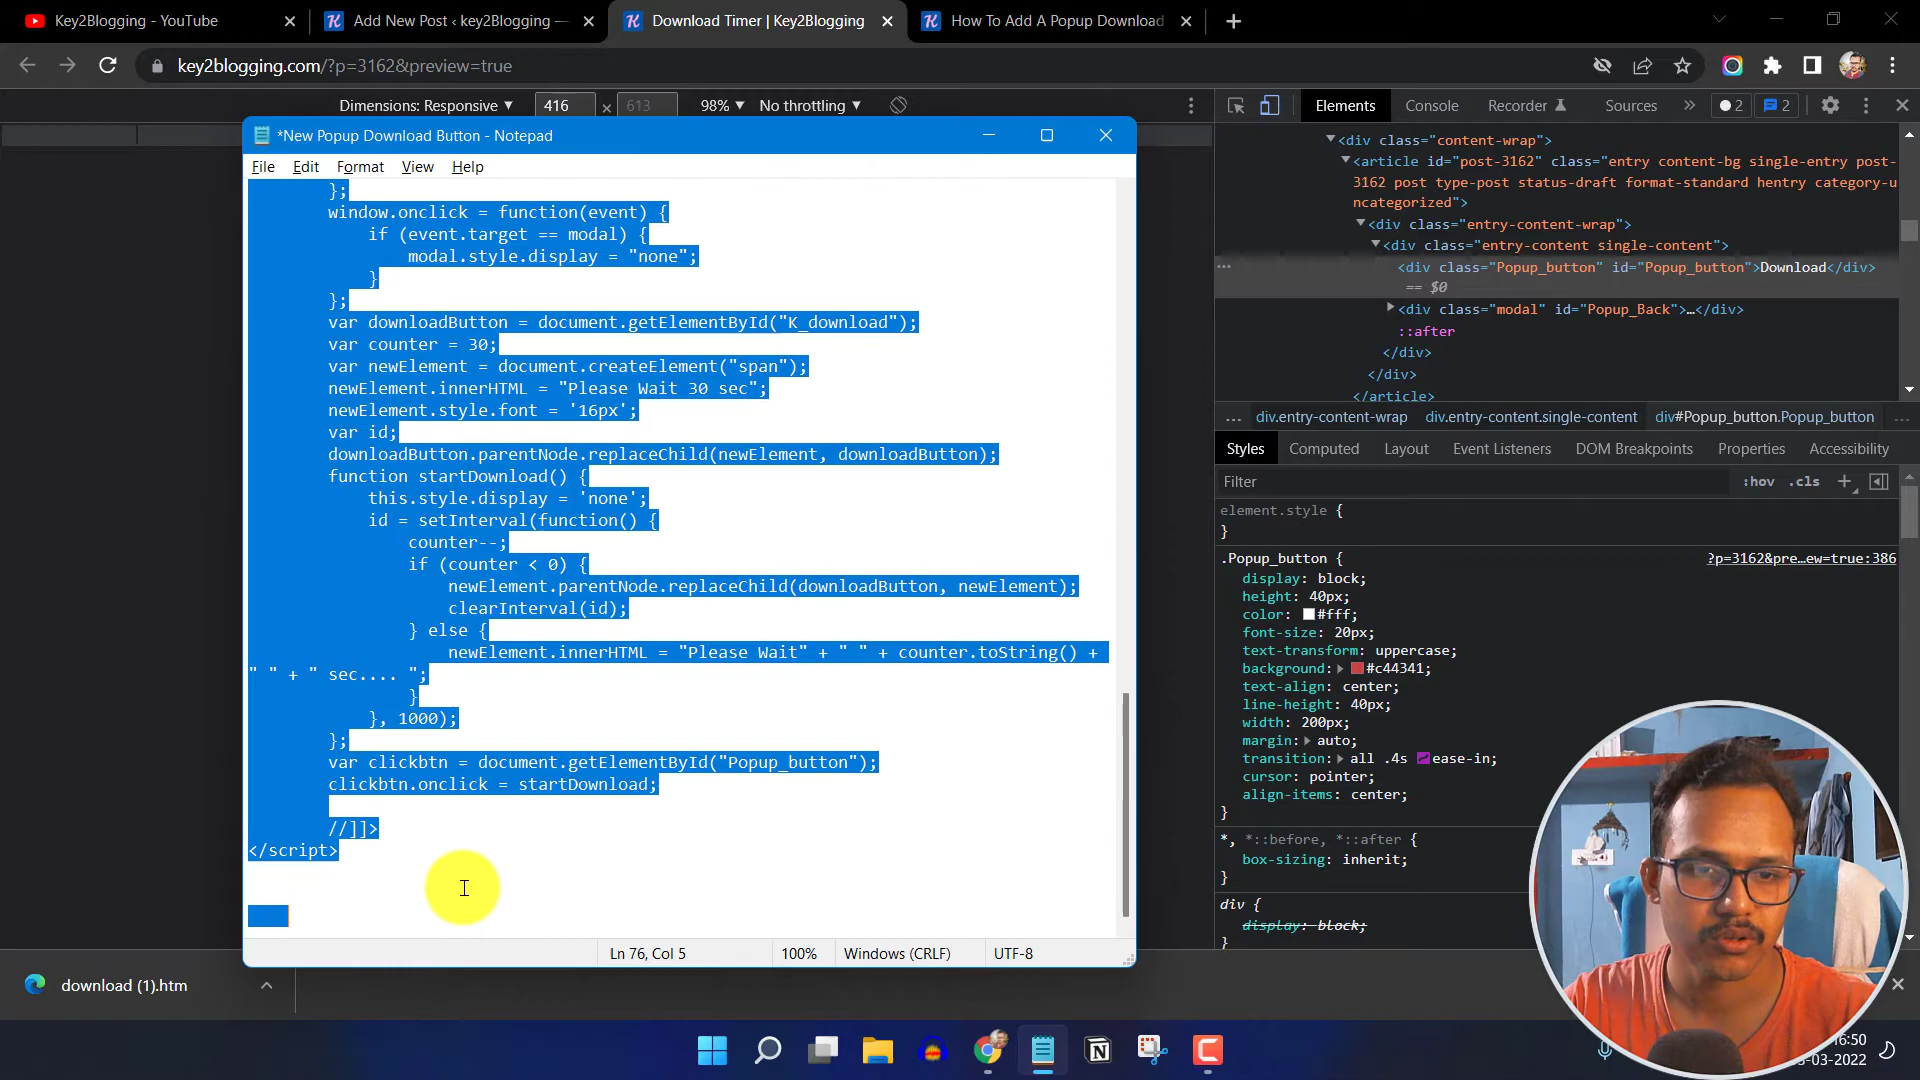 Key2Blogging - YouTube
Add New Post ‹ key2Blogging —
Download Timer | Key2Blogging
How To Add A Popup Download
key2blogging.com/?p=3162&preview=true
Dimensions: Responsive
416
×
613
98%
No throttling
Elements
Console
Recorder
Sources
»
2
2
*New Popup Download Button - Notepad
File
Edit
Format
View
Help
};
window.onclick = function(event) {
if (event.target == modal) {
modal.style.display = "none";
}
};
var downloadButton = document.getElementById("K_download");
var counter = 30;
var newElement = document.createElement("span");
newElement.innerHTML = "Please Wait 30 sec";
newElement.style.font = '16px';
var id;
downloadButton.parentNode.replaceChild(newElement, downloadButton);
function startDownload() {
this.style.display = 'none';
id = setInterval(function() {
counter--;
if (counter < 0) {
newElement.parentNode.replaceChild(downloadButton, newElement);
clearInterval(id);
} else {
newElement.innerHTML = "Please Wait" + " " + counter.toString() +
" " + " sec.... ";
}
}, 1000);
};
var clickbtn = document.getElementById("Popup_button");
clickbtn.onclick = startDownload;
//]]>
</script>
Ln 76, Col 5
100%
Windows (CRLF)
UTF-8
<div class="content-wrap">
<article id="post-3162" class="entry content-bg single-entry post-
3162 post type-post status-draft format-standard hentry category-u
ncategorized">
<div class="entry-content-wrap">
<div class="entry-content single-content">
<div class="Popup_button" id="Popup_button">Download</div>
== $0
<div class="modal" id="Popup_Back">…</div>
::after
</div>
</div>
</article>
...
div.entry-content-wrap
div.entry-content.single-content
div#Popup_button.Popup_button
...
Styles
Computed
Layout
Event Listeners
DOM Breakpoints
Properties
Accessibility
Filter
:hov
.cls
element.style {
}
.Popup_button {
?p=3162&pre…ew=true:386
display: block;
height: 40px;
color: #fff;
font-size: 20px;
text-transform: uppercase;
background: #c44341;
text-align: center;
line-height: 40px;
width: 200px;
margin: auto;
transition: all .4s ease-in;
cursor: pointer;
align-items: center;
}
*, *::before, *::after {
box-sizing: inherit;
}
div {
display: block;
}
download (1).htm
16:50
-03-2022